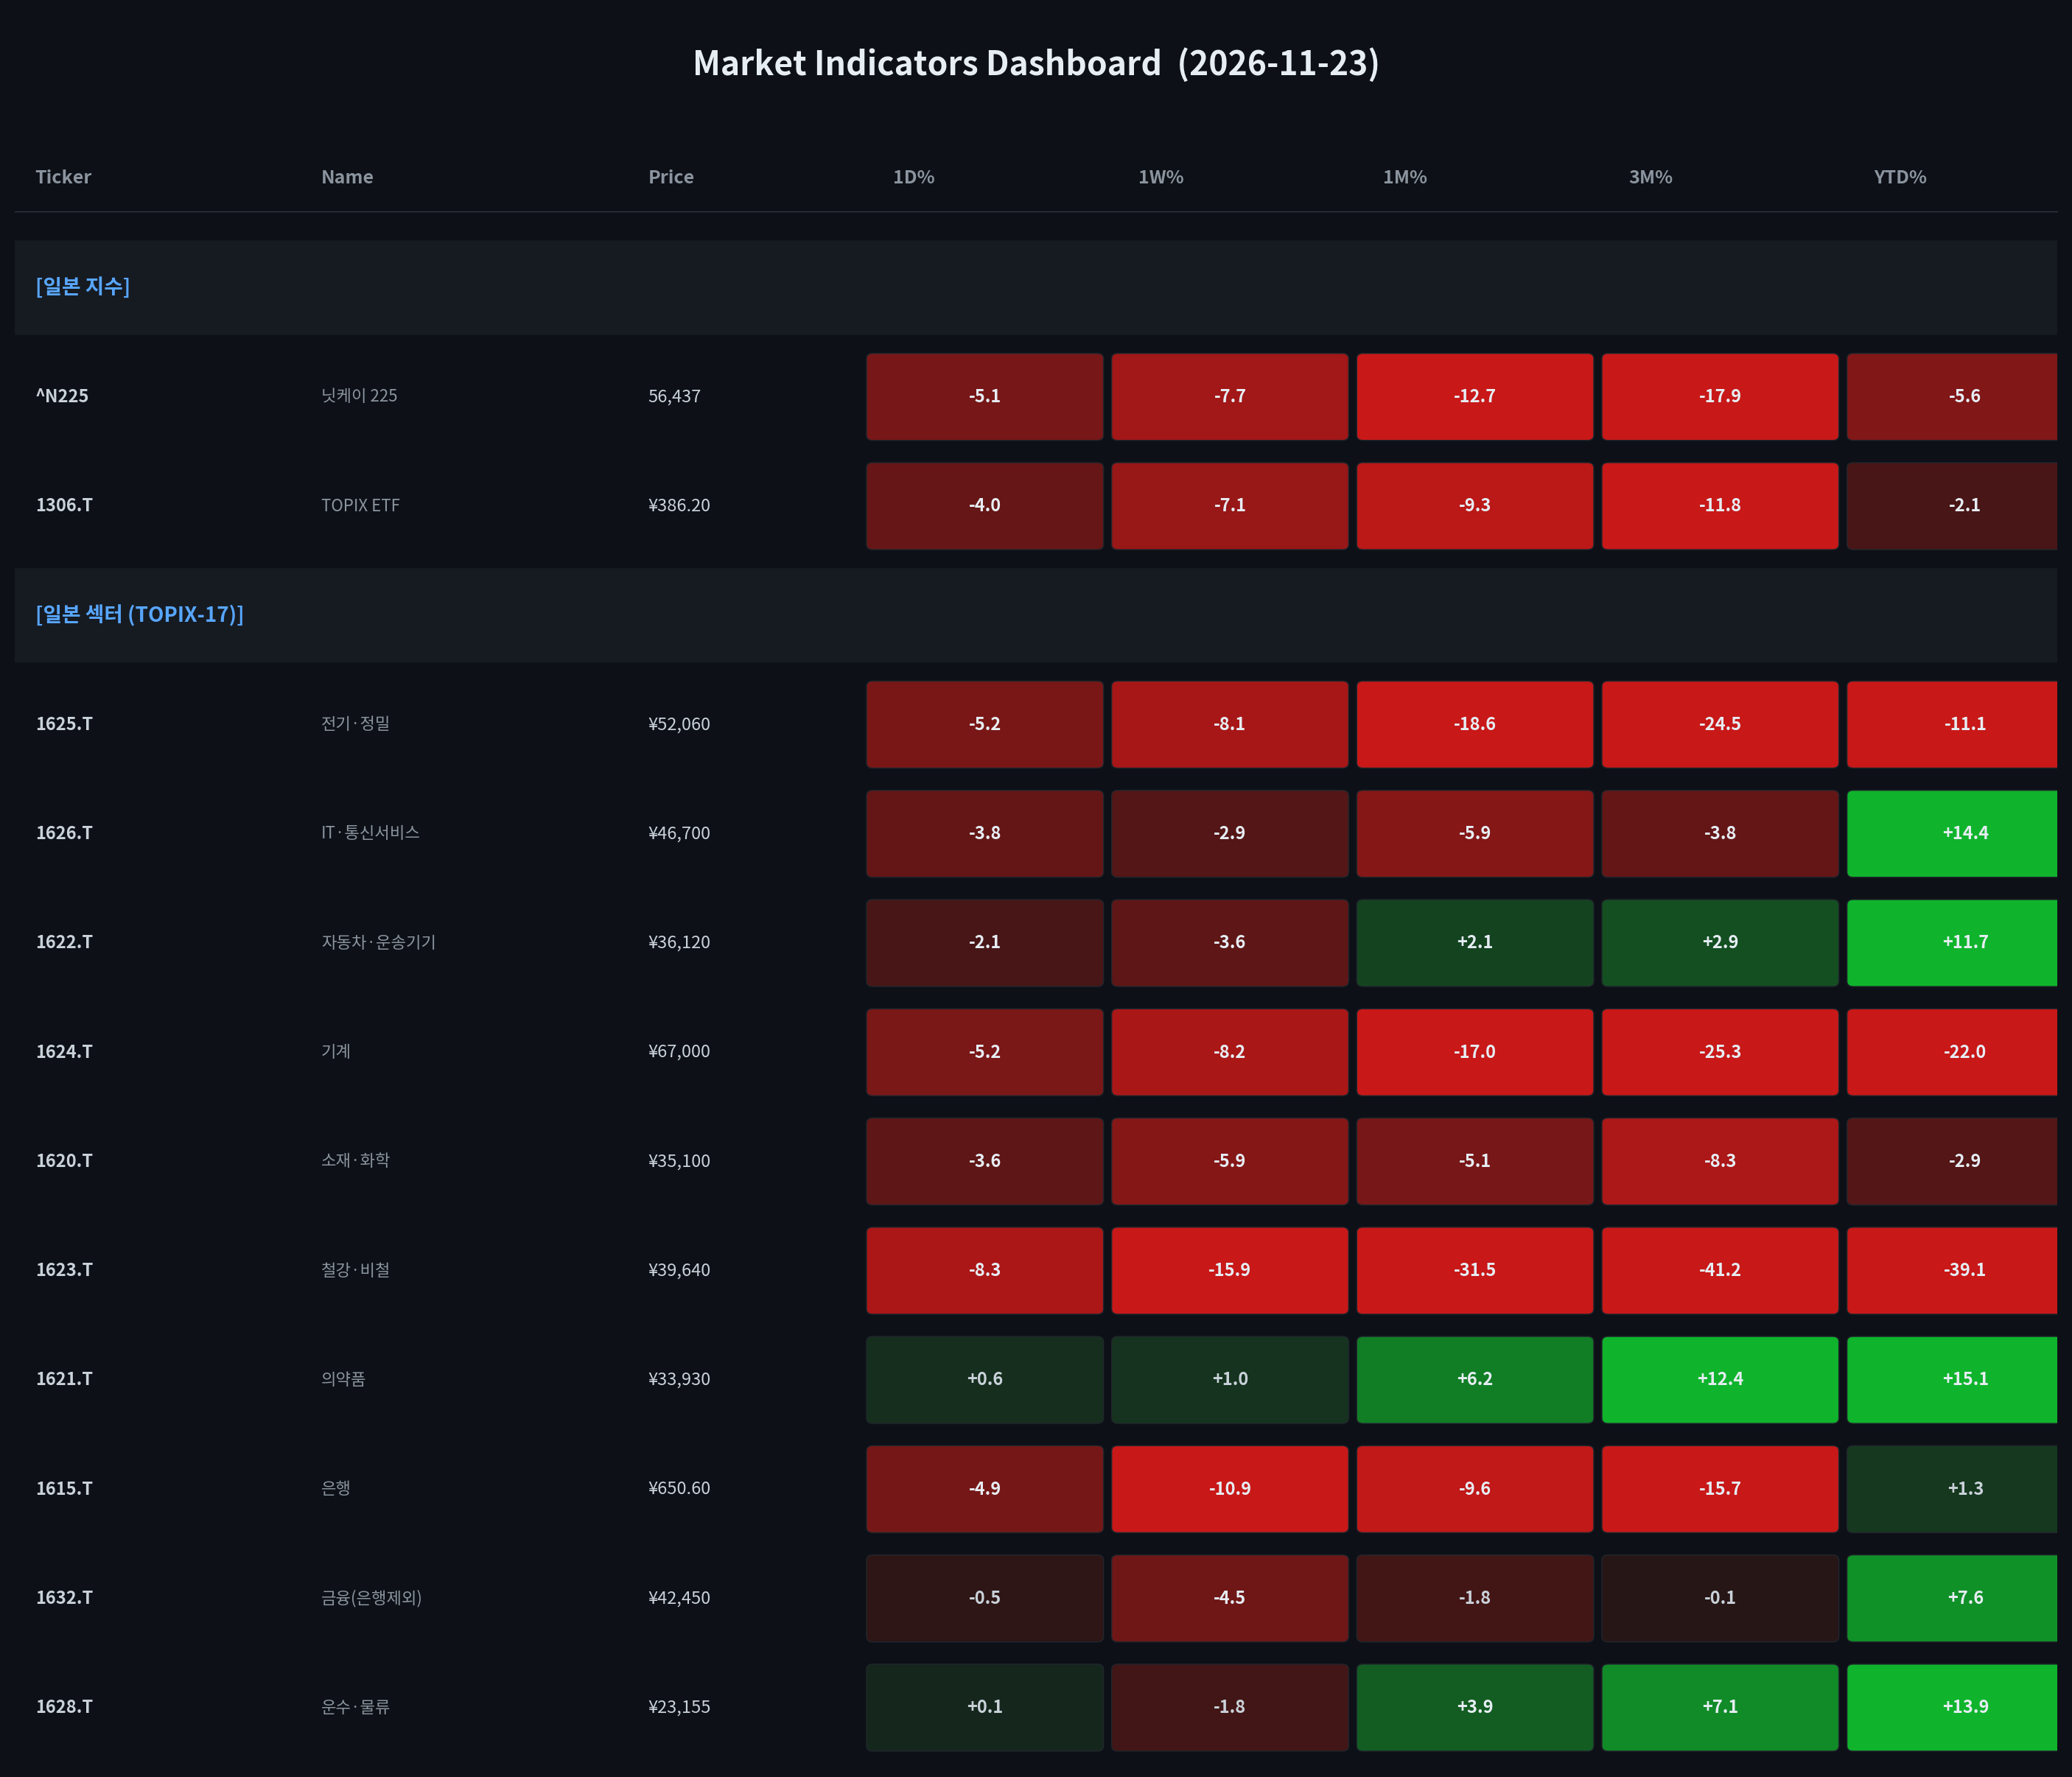 Market Indicators Dashboard (2026-11-23)
Ticker Name Price 1D% 1W% 1M% 3M% YTD%
[일본 지수]
^N225 닛케이 225 56,437 -5.1 -7.7 -12.7 -17.9 -5.6
1306.T TOPIX ETF ¥386.20 -4.0 -7.1 -9.3 -11.8 -2.1
[일본 섹터 (TOPIX-17)]
1625.T 전기·정밀 ¥52,060 -5.2 -8.1 -18.6 -24.5 -11.1
1626.T IT·통신서비스 ¥46,700 -3.8 -2.9 -5.9 -3.8 +14.4
1622.T 자동차·운송기기 ¥36,120 -2.1 -3.6 +2.1 +2.9 +11.7
1624.T 기계 ¥67,000 -5.2 -8.2 -17.0 -25.3 -22.0
1620.T 소재·화학 ¥35,100 -3.6 -5.9 -5.1 -8.3 -2.9
1623.T 철강·비철 ¥39,640 -8.3 -15.9 -31.5 -41.2 -39.1
1621.T 의약품 ¥33,930 +0.6 +1.0 +6.2 +12.4 +15.1
1615.T 은행 ¥650.60 -4.9 -10.9 -9.6 -15.7 +1.3
1632.T 금융(은행제외) ¥42,450 -0.5 -4.5 -1.8 -0.1 +7.6
1628.T 운수·물류 ¥23,155 +0.1 -1.8 +3.9 +7.1 +13.9